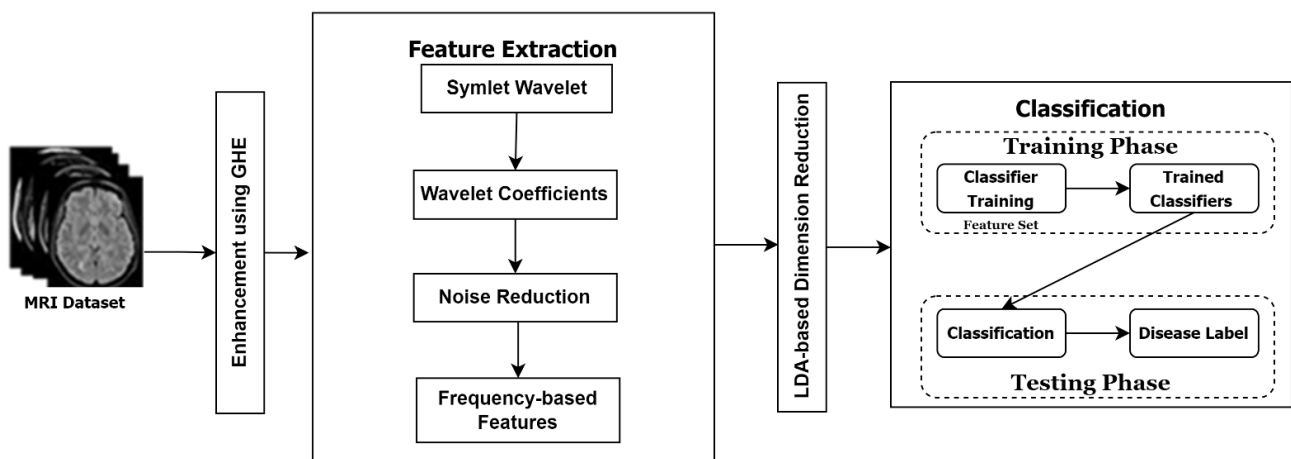 MRI Dataset
Enhancement using GHE
Feature Extraction
Symlet Wavelet
Wavelet Coefficients
Noise Reduction
Frequency-based
Features
LDA-based Dimension Reduction
Classification
Training Phase
Classifier
Training
Feature Set
Trained
Classifiers
Classification
Disease Label
Testing Phase